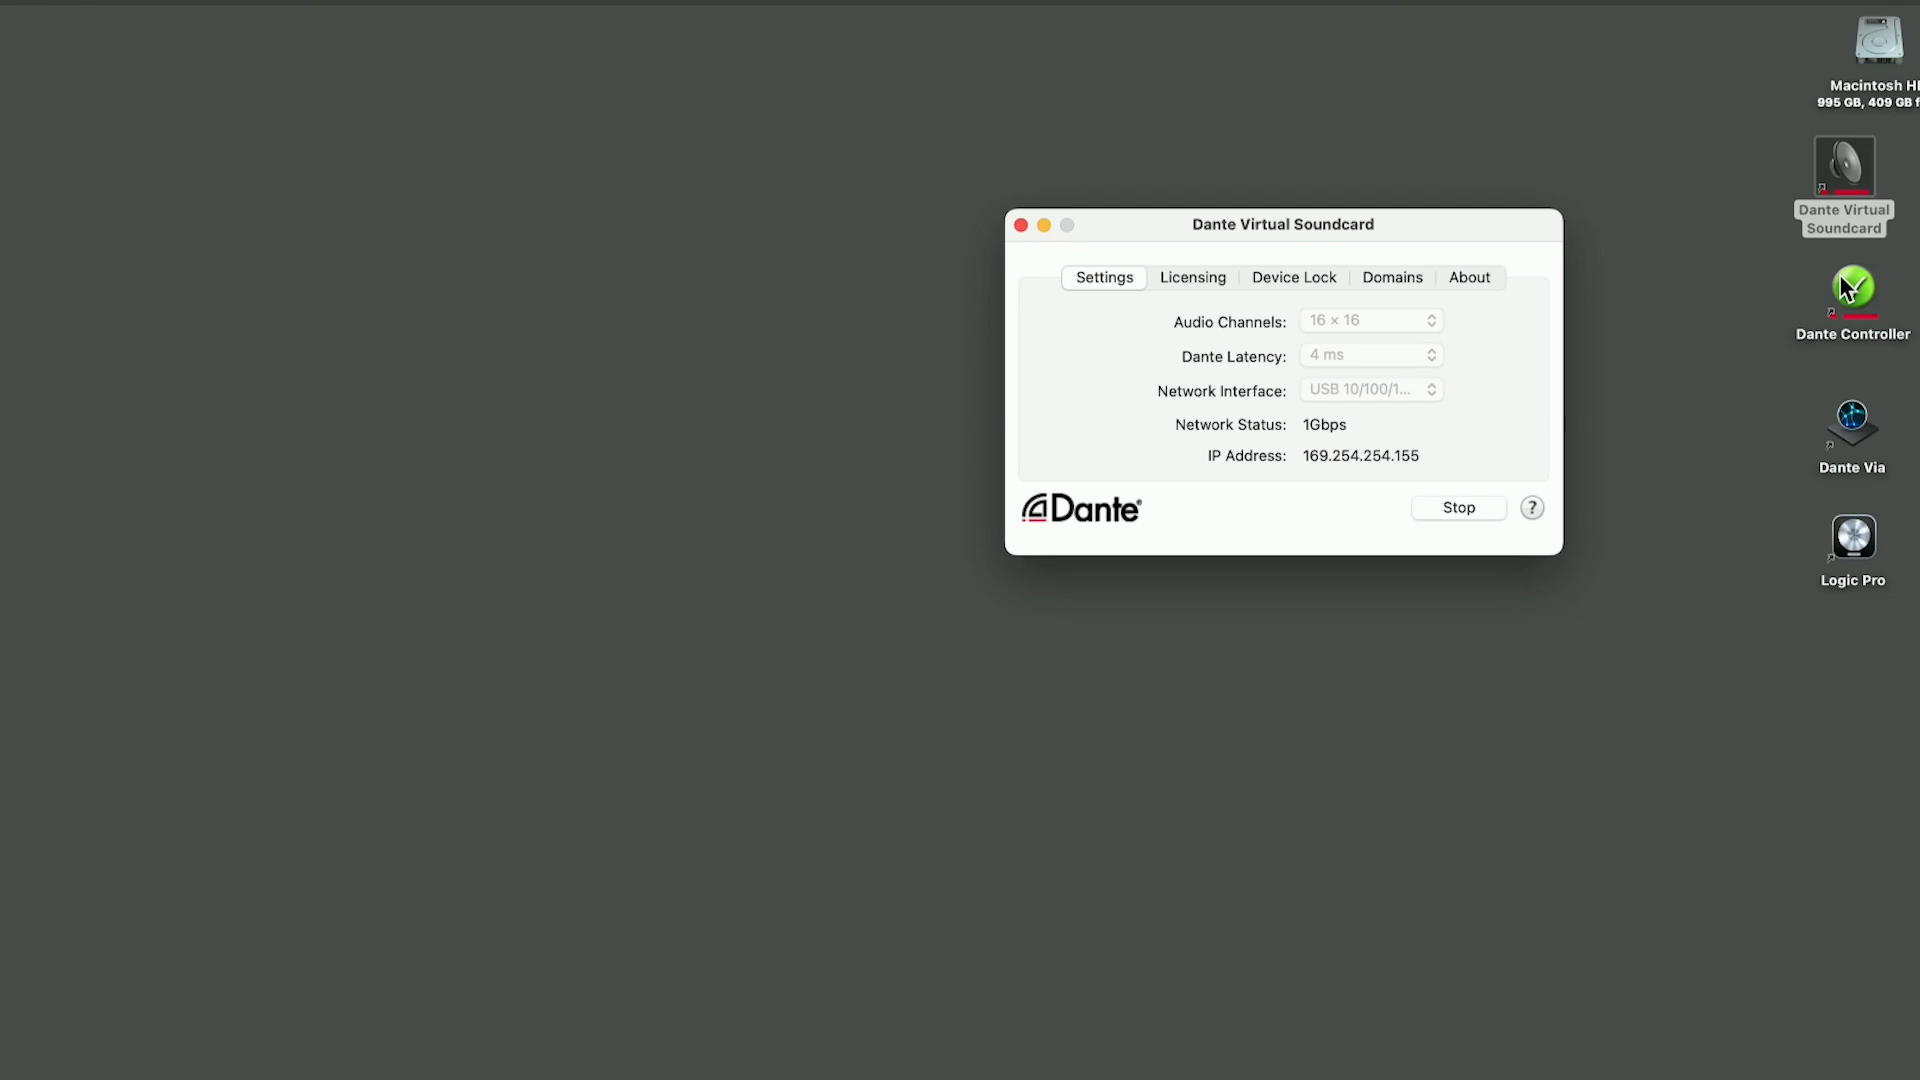 Macintosh H
995 GB, 409 GB f
Dante Virtual
Soundcard
Dante Controller
Dante Via
Logic Pro
Dante Virtual Soundcard
Settings
Licensing
Device Lock
Domains
About
Audio Channels: 16 × 16
Dante Latency: 4 ms
Network Interface: USB 10/100/1...
Network Status: 1Gbps
IP Address: 169.254.254.155
Dante®
Stop
?